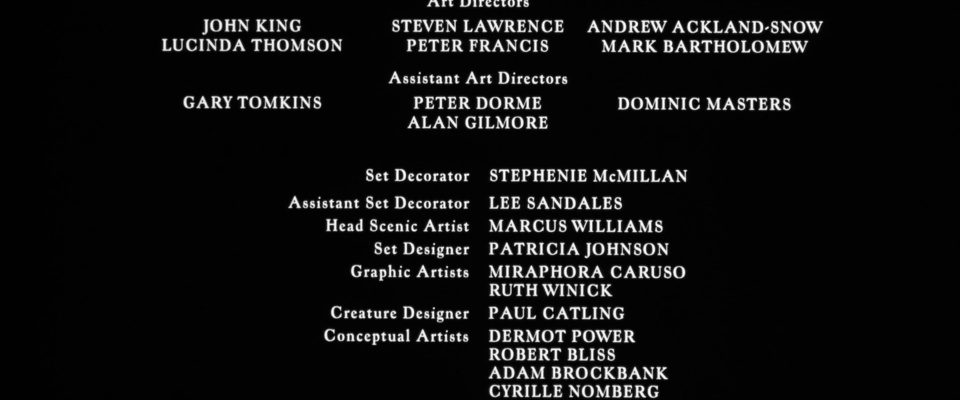 Art Directors
JOHN KING STEVEN LAWRENCE ANDREW ACKLAND-SNOW
LUCINDA THOMSON PETER FRANCIS MARK BARTHOLOMEW
Assistant Art Directors
GARY TOMKINS PETER DORME DOMINIC MASTERS
ALAN GILMORE
Set Decorator STEPHENIE McMILLAN
Assistant Set Decorator LEE SANDALES
Head Scenic Artist MARCUS WILLIAMS
Set Designer PATRICIA JOHNSON
Graphic Artists MIRAPHORA CARUSO
RUTH WINICK
Creature Designer PAUL CATLING
Conceptual Artists DERMOT POWER
ROBERT BLISS
ADAM BROCKBANK
CYRILLE NOMBERG